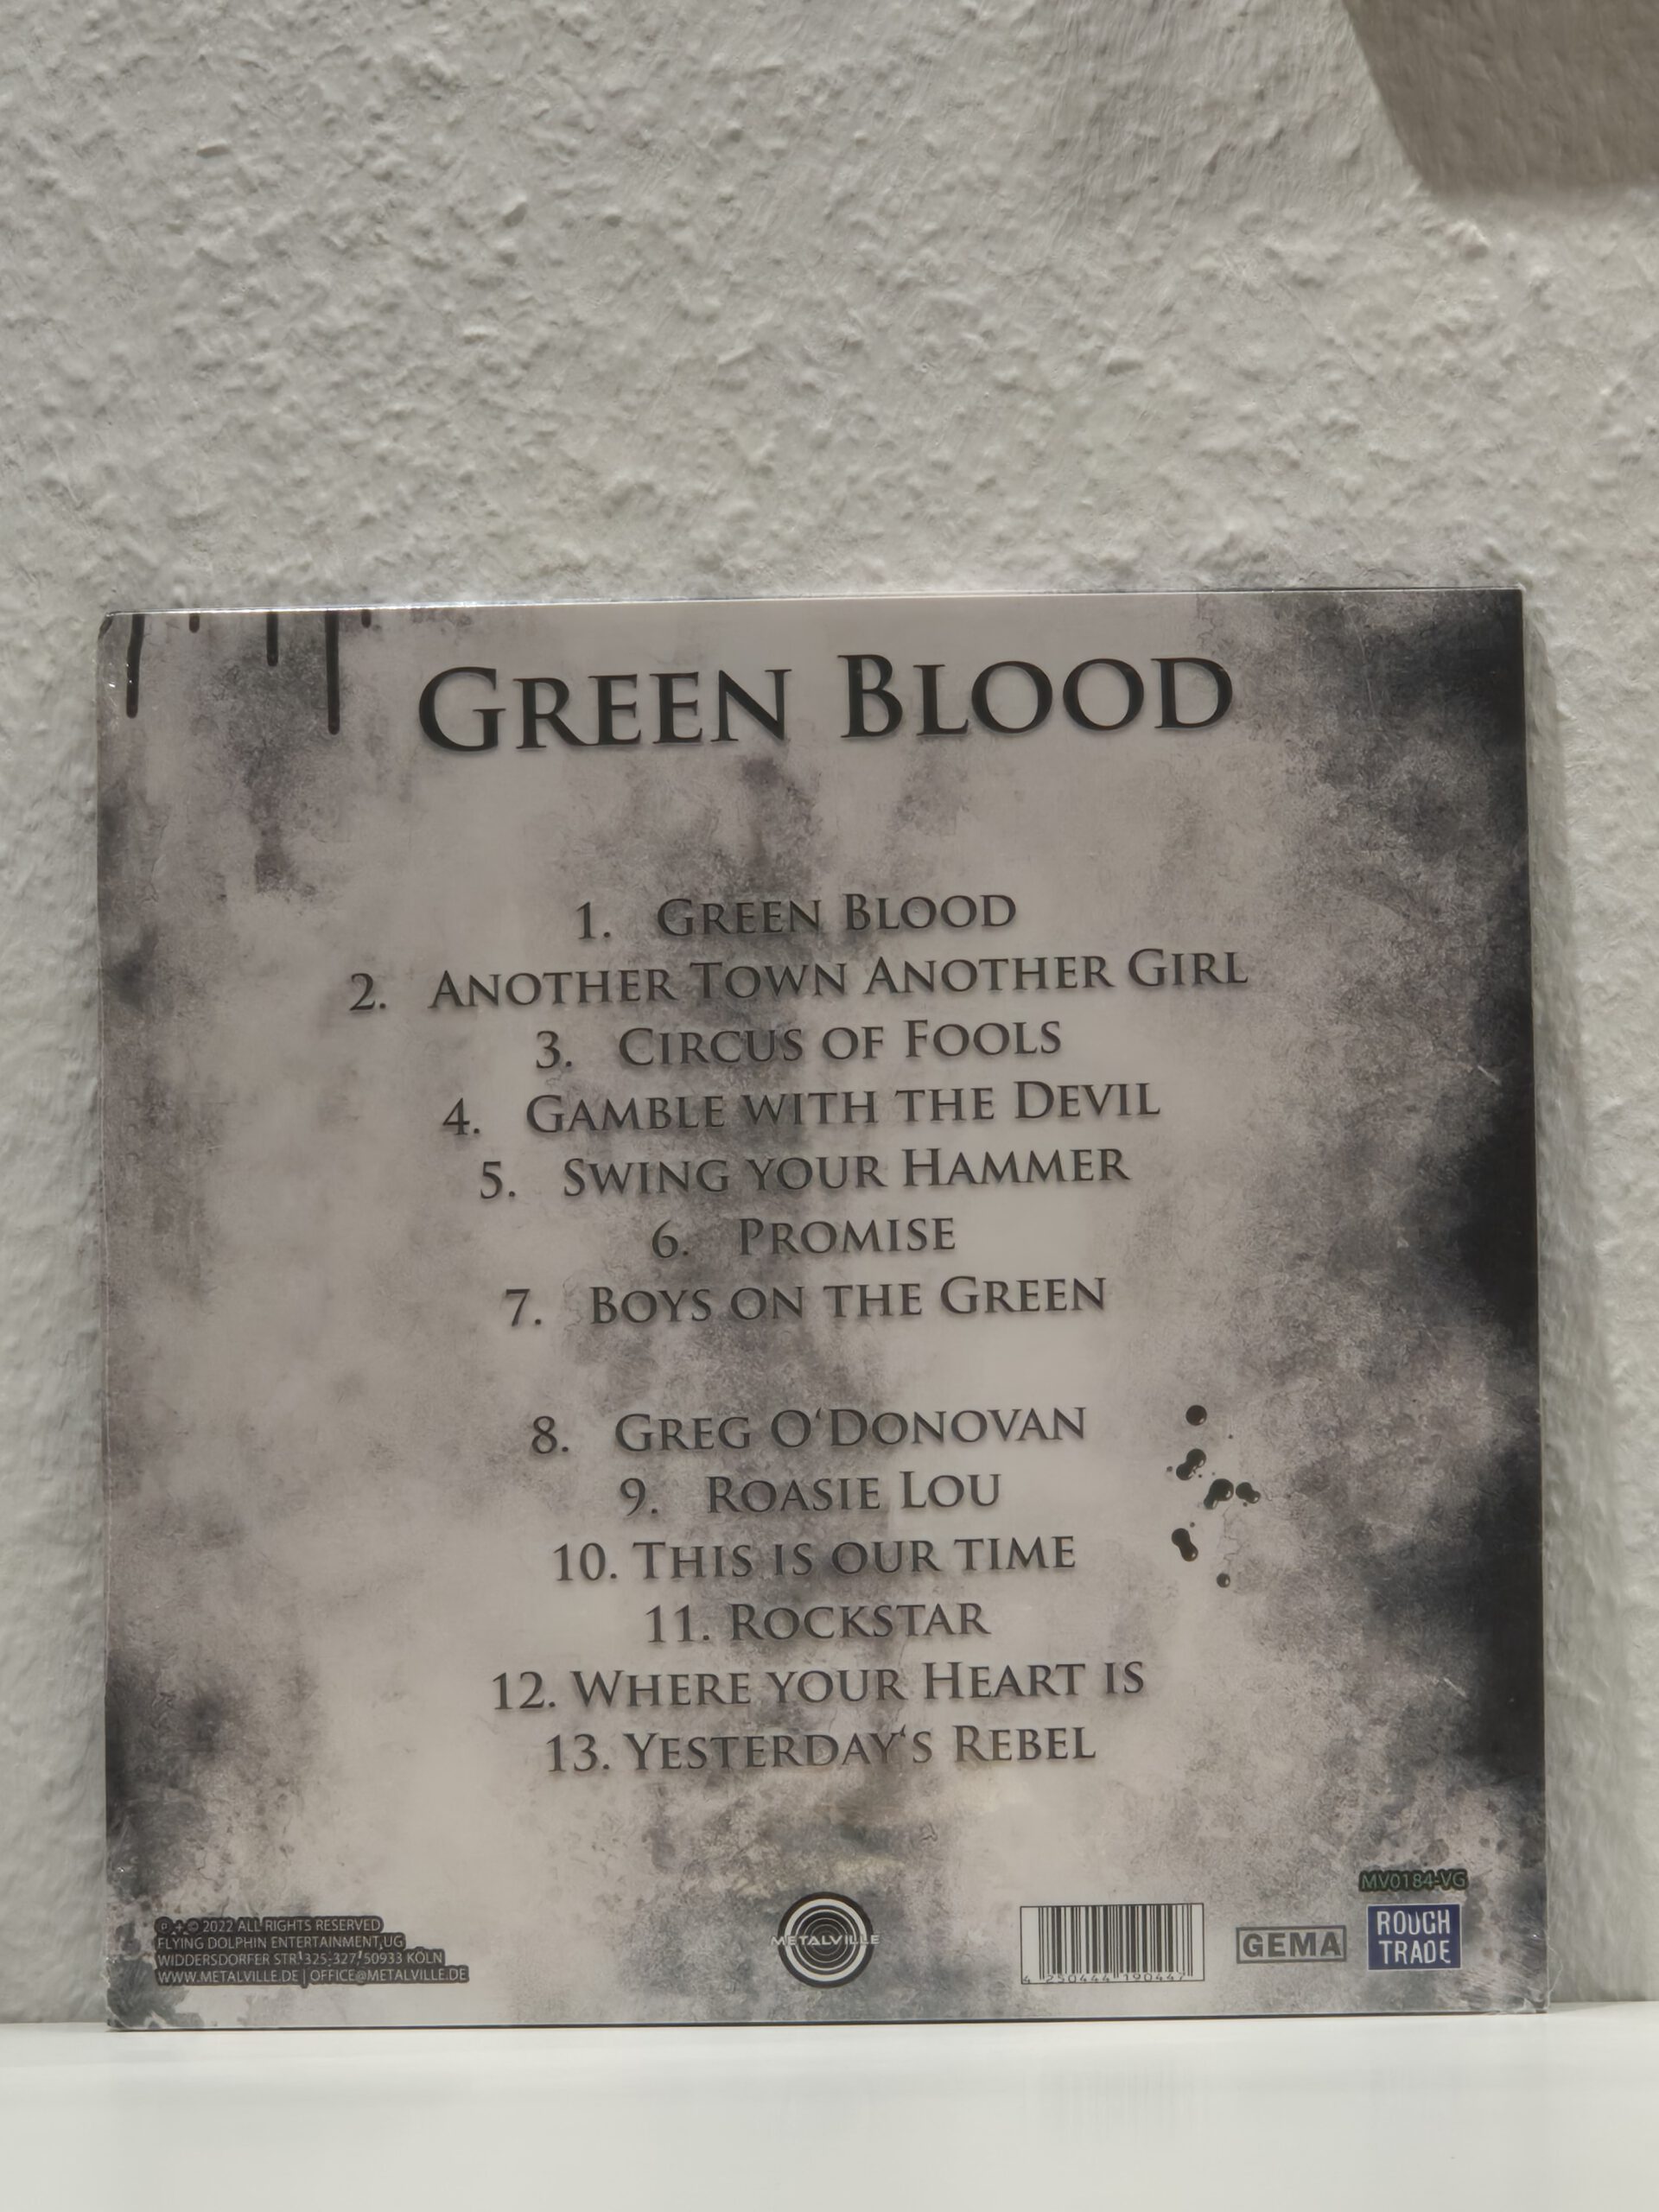 GREEN BLOOD
1. GREEN BLOOD
2. ANOTHER TOWN ANOTHER GIRL
3. CIRCUS OF FOOLS
4. GAMBLE WITH THE DEVIL
5. SWING YOUR HAMMER
6. PROMISE
7. BOYS ON THE GREEN
8. GREG O‘DONOVAN
9. ROASIE LOU
10. THIS IS OUR TIME
11. ROCKSTAR
12. WHERE YOUR HEART IS
13. YESTERDAY‘S REBEL
℗ + © 2022 ALL RIGHTS RESERVED
FLYING DOLPHIN ENTERTAINMENT UG
WIDDERSDORFER STR. 325-327, 50933 KÖLN
WWW.METALVILLE.DE | OFFICE@METALVILLE.DE
METALVILLE
4 250444 190447
GEMA
MV0184-VG
ROUGH
TRADE